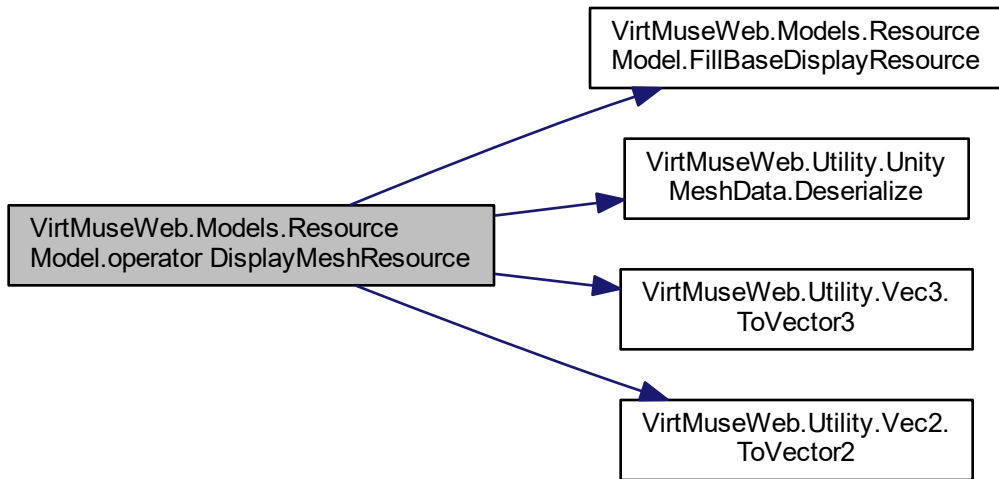 VirtMuseWeb.Models.Resource
Model.FillBaseDisplayResource
VirtMuseWeb.Utility.Unity
MeshData.Deserialize
VirtMuseWeb.Models.Resource
Model.operator DisplayMeshResource
VirtMuseWeb.Utility.Vec3.
ToVector3
VirtMuseWeb.Utility.Vec2.
ToVector2